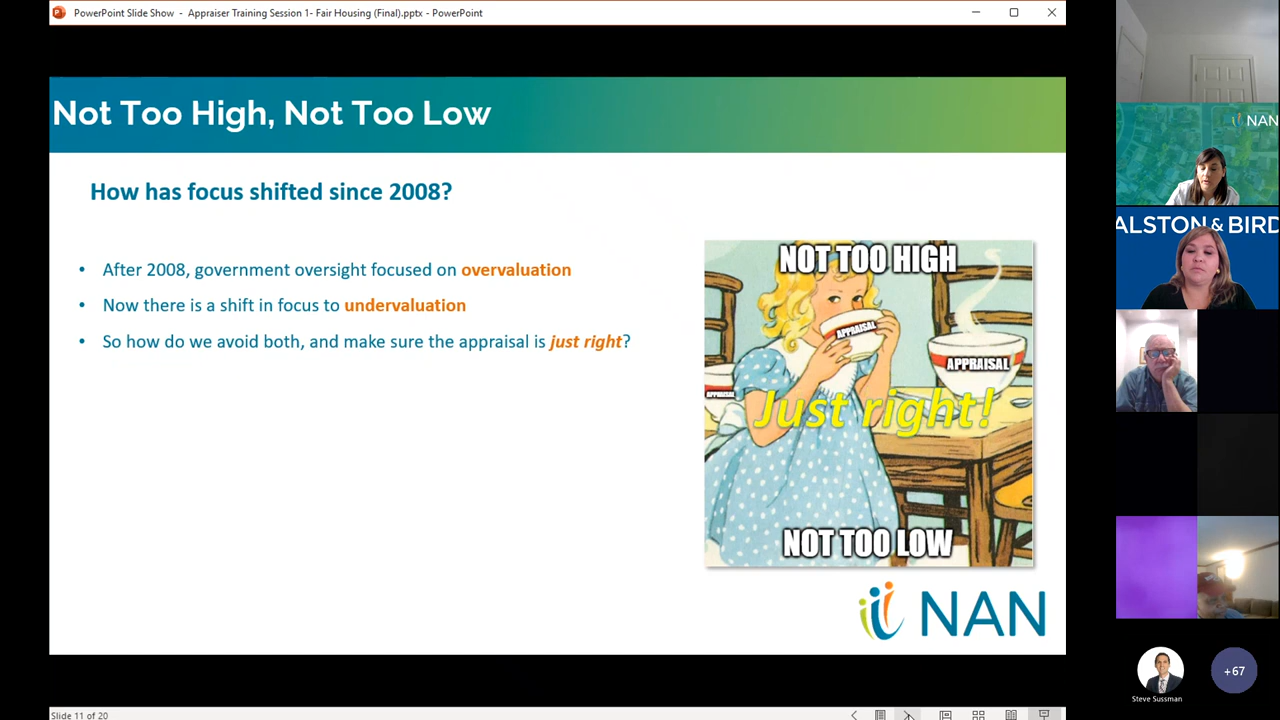 PowerPoint Slide Show - Appraiser Training Session 1- Fair Housing (Final).pptx - PowerPoint
Not Too High, Not Too Low
How has focus shifted since 2008?
• After 2008, government oversight focused on overvaluation
• Now there is a shift in focus to undervaluation
• So how do we avoid both, and make sure the appraisal is just right?
NOT TOO HIGH
APPRAISAL
APPRAISAL
APPRAISAL
Just right!
NOT TOO LOW
NAN
Slide 11 of 20
NAN
ALSTON & BIRD
Steve Sussman
+67